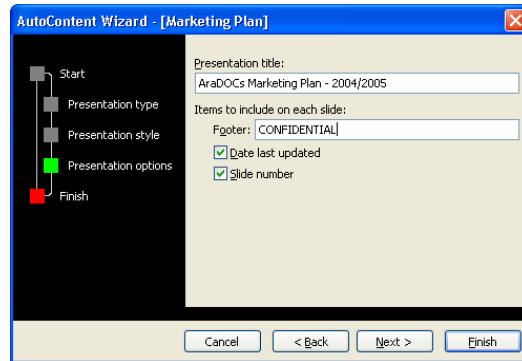 AutoContent Wizard - [Marketing Plan]
Start
Presentation type
Presentation style
Presentation options
Finish
Presentation title:
AraDOCs Marketing Plan - 2004/2005
Items to include on each slide:
Footer: CONFIDENTIAL
Date last updated
Slide number
Cancel < Back Next > Finish